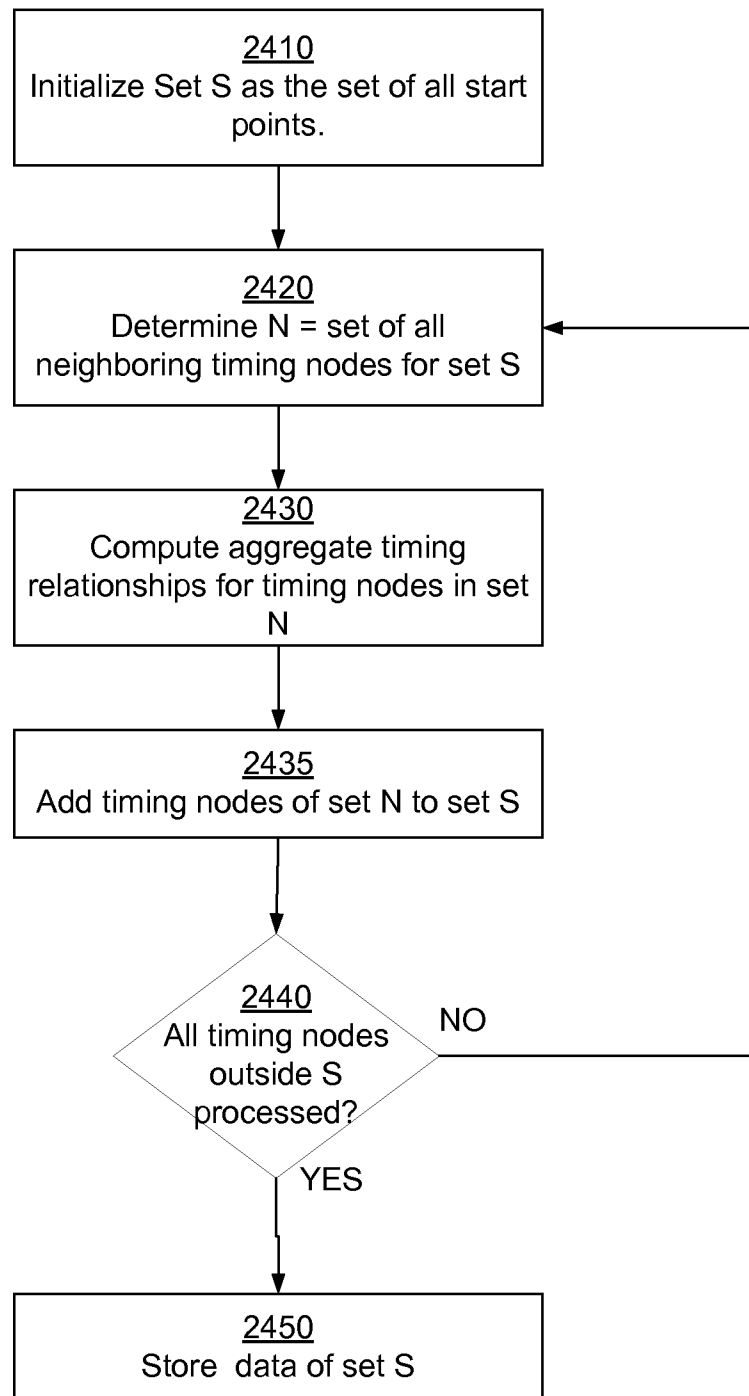 2410
Initialize Set S as the set of all start
points.
2420
Determine N = set of all
neighboring timing nodes for set S
2430
Compute aggregate timing
relationships for timing nodes in set
N
2435
Add timing nodes of set N to set S
2440
All timing nodes
outside S
processed?
NO
YES
2450
Store data of set S